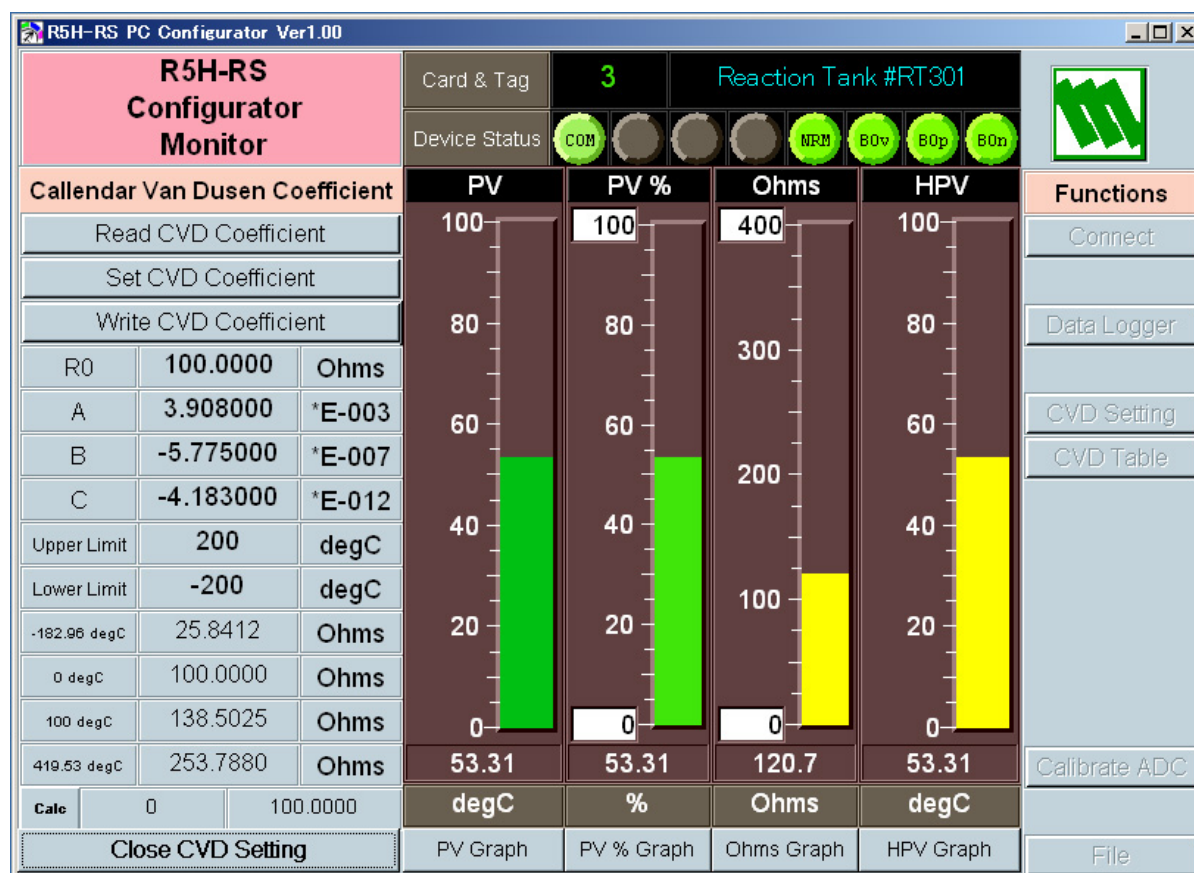 R5H-RS PC Configurator Ver1.00
R5H-RS
Configurator
Monitor
Card & Tag
3
Reaction Tank #RT301
Device Status
COM
NRM
BOv
BOp
BOn
Callendar Van Dusen Coefficient
Read CVD Coefficient
Set CVD Coefficient
Write CVD Coefficient
R0 100.0000 Ohms
A 3.908000 *E-003
B -5.775000 *E-007
C -4.183000 *E-012
Upper Limit 200 degC
Lower Limit -200 degC
-182.96 degC 25.8412 Ohms
0 degC 100.0000 Ohms
100 degC 138.5025 Ohms
419.53 degC 253.7880 Ohms
Calc 0 100.0000
Close CVD Setting
PV
100
80
60
40
20
0
53.31
degC
PV Graph
PV %
100
80
60
40
20
0
53.31
%
PV % Graph
Ohms
400
300
200
100
0
120.7
Ohms
Ohms Graph
HPV
100
80
60
40
20
0
53.31
degC
HPV Graph
Functions
Connect
Data Logger
CVD Setting
CVD Table
Calibrate ADC
File